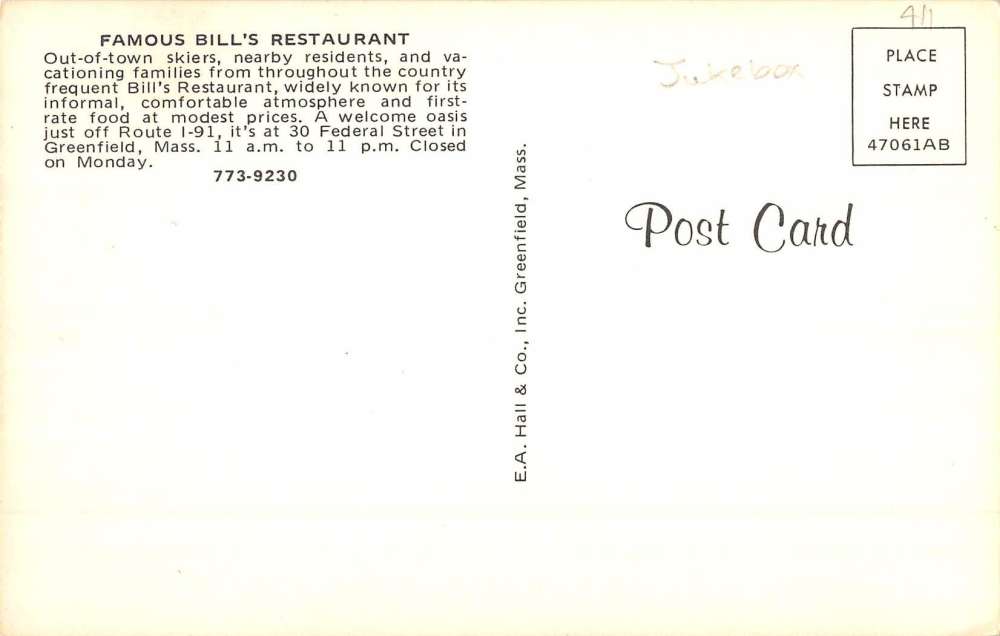 FAMOUS BILL'S RESTAURANT
Out-of-town skiers, nearby residents, and va-
cationing families from throughout the country
frequent Bill's Restaurant, widely known for its
informal, comfortable atmosphere and first-
rate food at modest prices. A welcome oasis
just off Route I-91, it's at 30 Federal Street in
Greenfield, Mass. 11 a.m. to 11 p.m. Closed
on Monday.
773-9230
E.A. Hall & Co., Inc. Greenfield, Mass.
Jukebox
PLACE
STAMP
HERE
47061AB
Post Card